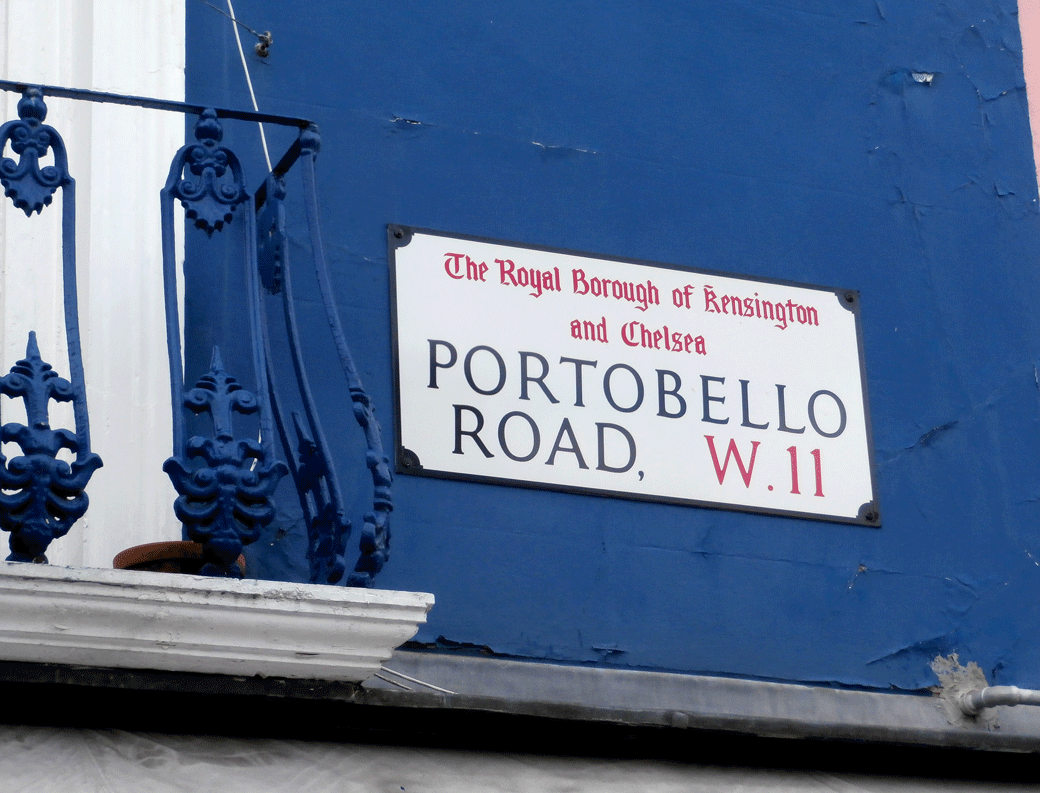 The Royal Borough of Kensington
and Chelsea
PORTOBELLO
ROAD, W.11